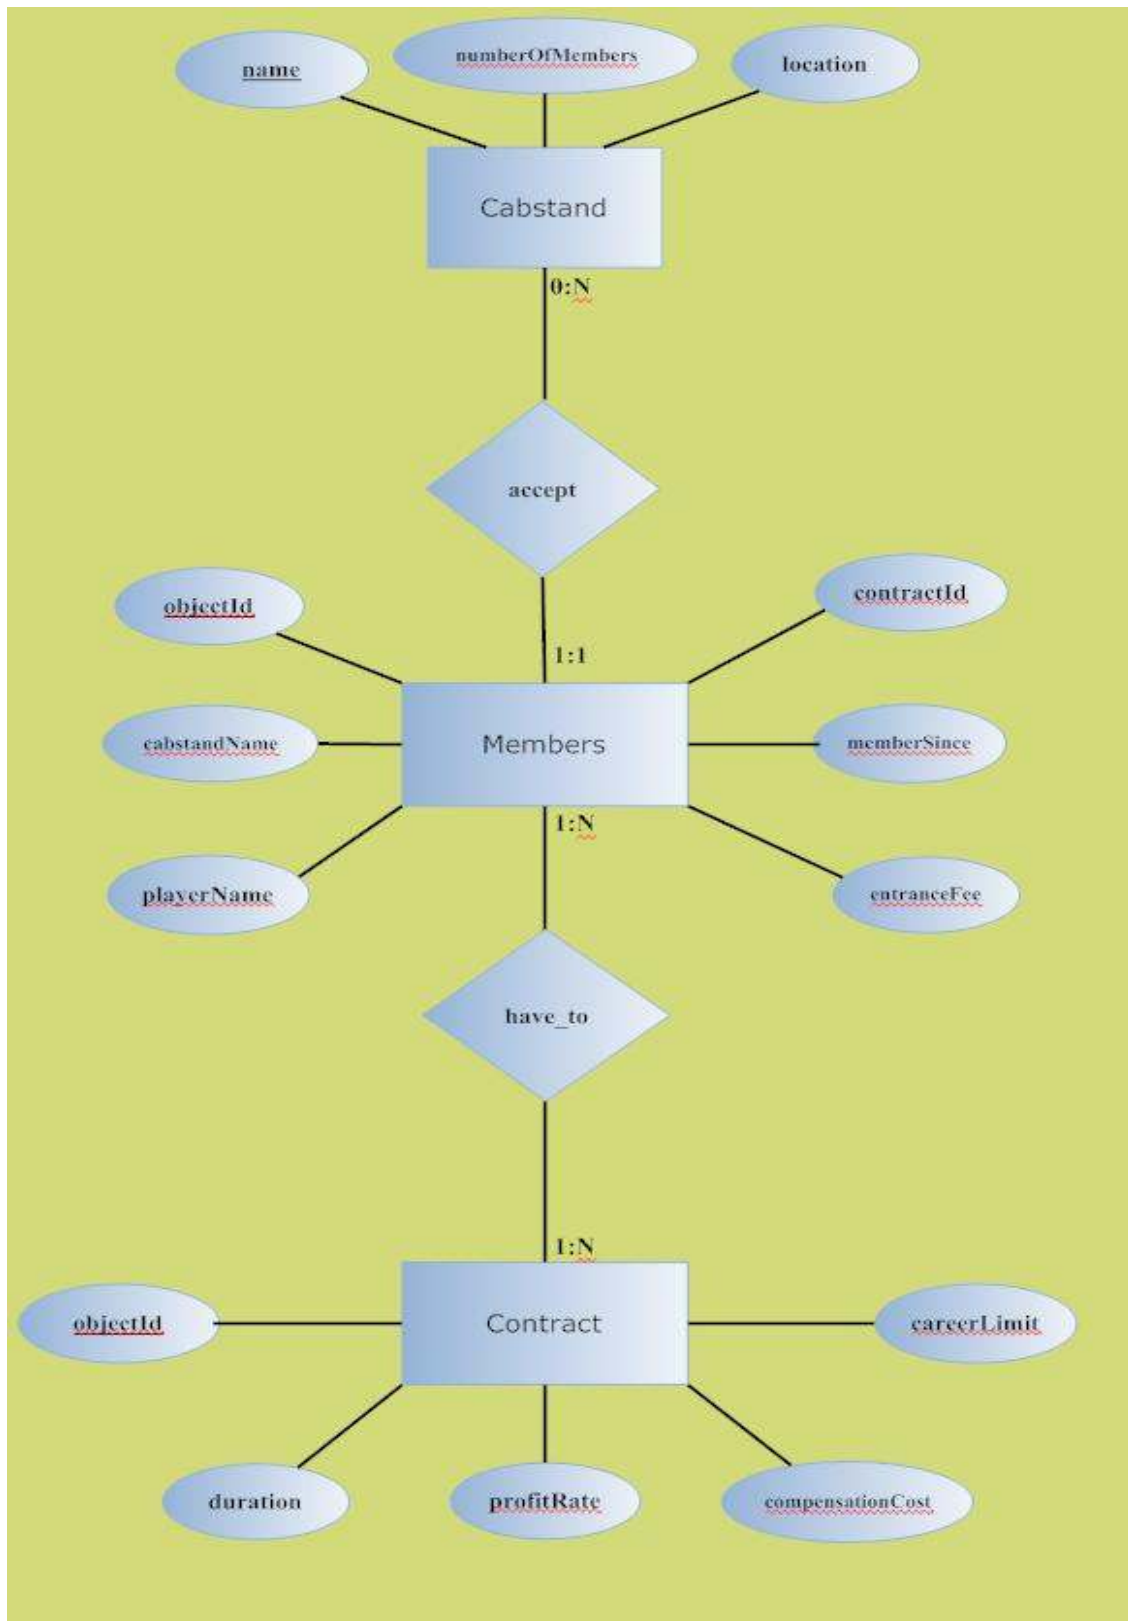 name
numberOfMembers
location
Cabstand
0:N
accept
objectId
contractId
1:1
cabstandName
Members
memberSince
1:N
playerName
entranceFee
have_to
1:N
objectId
Contract
careerLimit
duration
profitRate
compensationCost